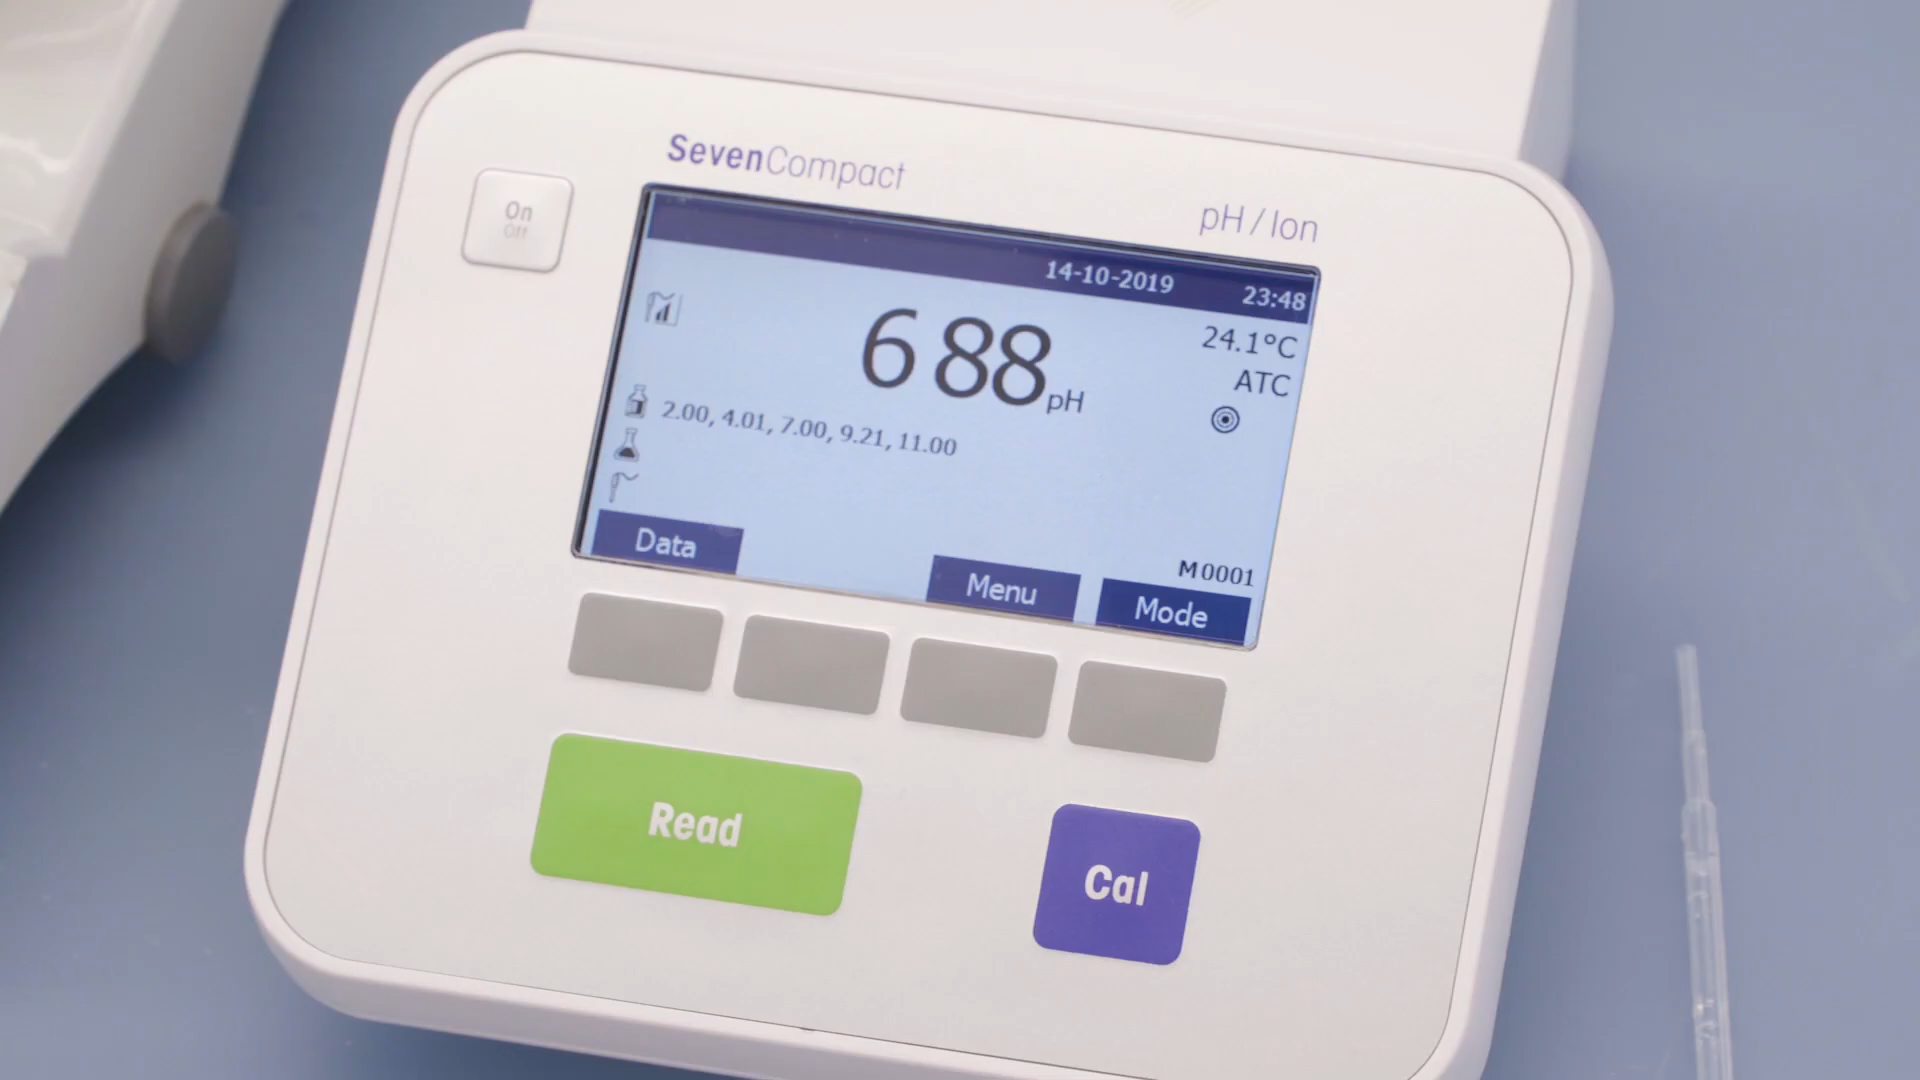 SevenCompact
pH / Ion
On
Off
14-10-2019 23:48
6 88 pH
24.1°C
ATC
2.00, 4.01, 7.00, 9.21, 11.00
M0001
Data
Menu
Mode
Read
Cal